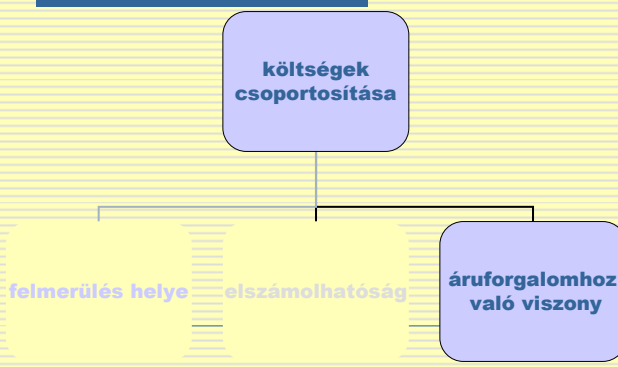 költségek
csoportosítása
felmerülés helye
elszámolhatóság
áruforgalomhoz
való viszony